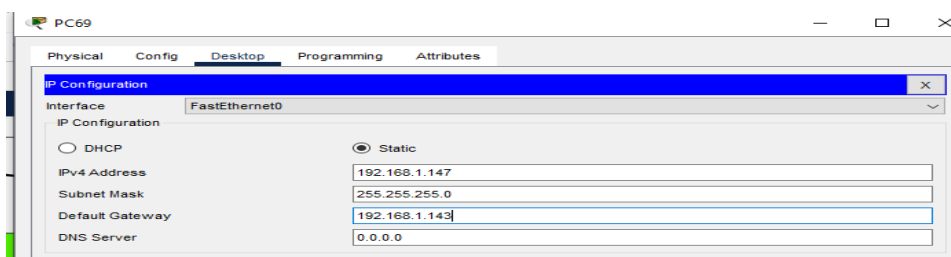 PC69
Physical Config Desktop Programming Attributes
IP Configuration X
Interface FastEthernet0
IP Configuration
DHCP Static
IPv4 Address 192.168.1.147
Subnet Mask 255.255.255.0
Default Gateway 192.168.1.143
DNS Server 0.0.0.0